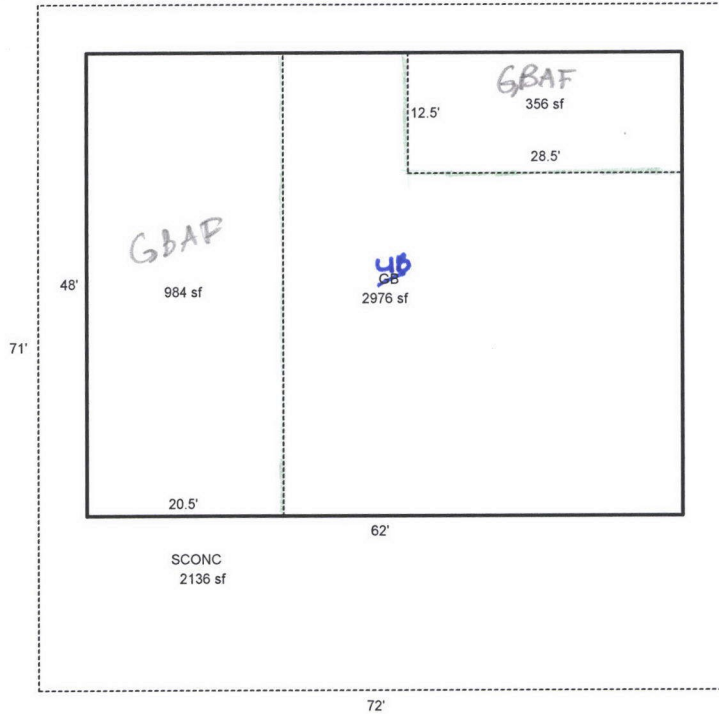 GBAF
356 sf
12.5'
28.5'
GBAF
984 sf
48'
UB
GB
2976 sf
71'
20.5'
62'
SCONC
2136 sf
72'